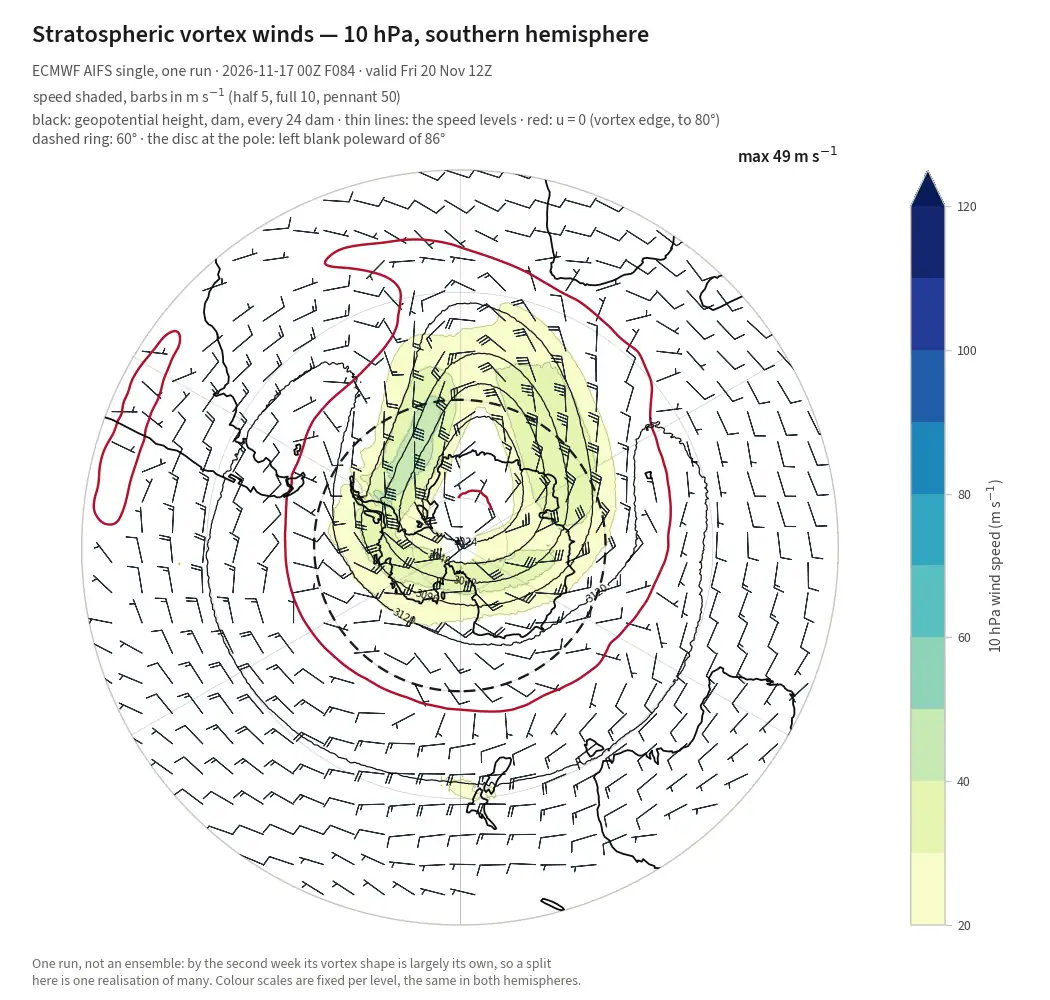 Stratospheric vortex winds — 10 hPa, southern hemisphere
ECMWF AIFS single, one run · 2026-11-17 00Z F084 · valid Fri 20 Nov 12Z
speed shaded, barbs in m s⁻¹ (half 5, full 10, pennant 50)
black: geopotential height, dam, every 24 dam · thin lines: the speed levels · red: u = 0 (vortex edge, to 80°)
dashed ring: 60° · the disc at the pole: left blank poleward of 86°
max 49 m s⁻¹
120
100
80
60
40
20
10 hPa wind speed (m s⁻¹)
3024
3120
3120
One run, not an ensemble: by the second week its vortex shape is largely its own, so a split
here is one realisation of many. Colour scales are fixed per level, the same in both hemispheres.